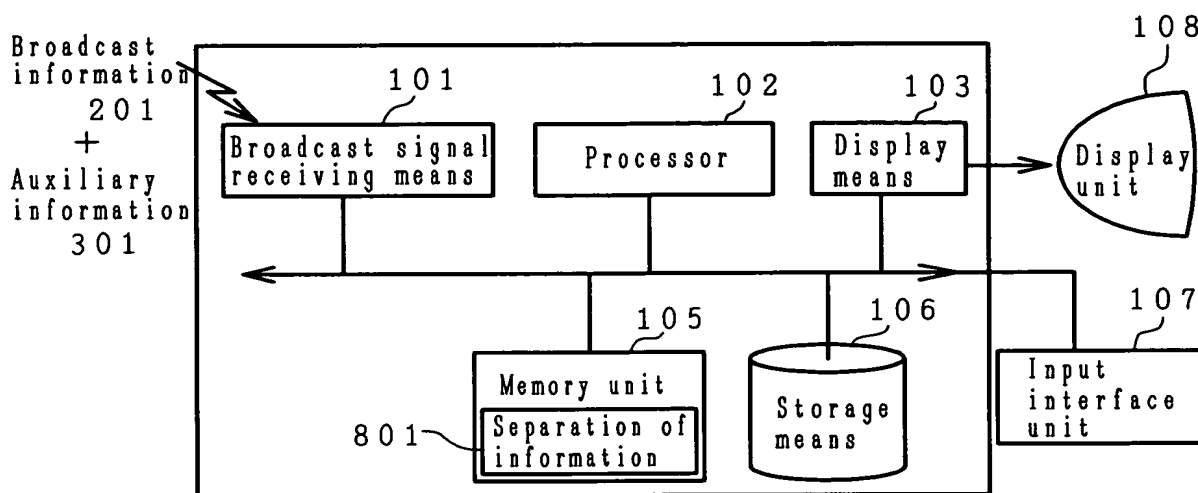 Broadcast
information
201
+
Auxiliary
information
301
101
Broadcast signal
receiving means
102
Processor
103
Display
means
108
Display
unit
105
Memory unit
801
Separation of
information
106
Storage
means
107
Input
interface
unit